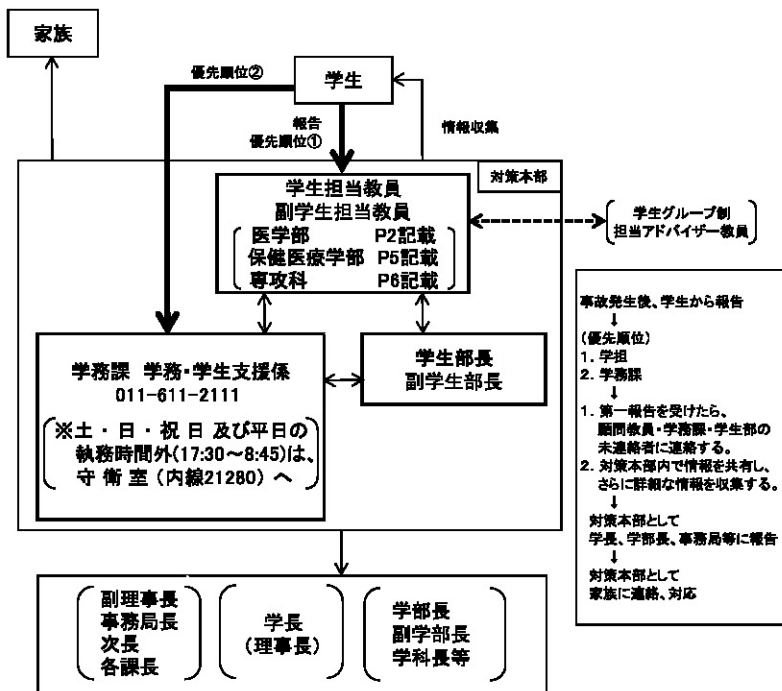 家族
優先順位②
学生
報告
優先順位①
情報収集
対策本部
学生担当教員
副学生担当教員
医学部 P2記載
保健医療学部 P5記載
専攻科 P6記載
学生グループ制
担当アドバイザー教員
学務課 学務・学生支援係
011-611-2111
※土・日・祝日及び平日の
執務時間外(17:30～8:45)は、
守衛室(内線21280)へ
学生部長
副学生部長
事故発生後、学生から報告
↓
(優先順位)
1. 学担
2. 学務課
↓
1. 第一報告を受けたら、
顧問教員・学務課・学生部の
未連絡者に連絡する。
2. 対策本部内で情報を共有し、
さらに詳細な情報を収集する。
↓
対策本部として
学長、学部長、事務局等に報告
↓
対策本部として
家族に連絡、対応
副理事長
事務局長
次長
各課長
学長
(理事長)
学部長
副学部長
学科長等